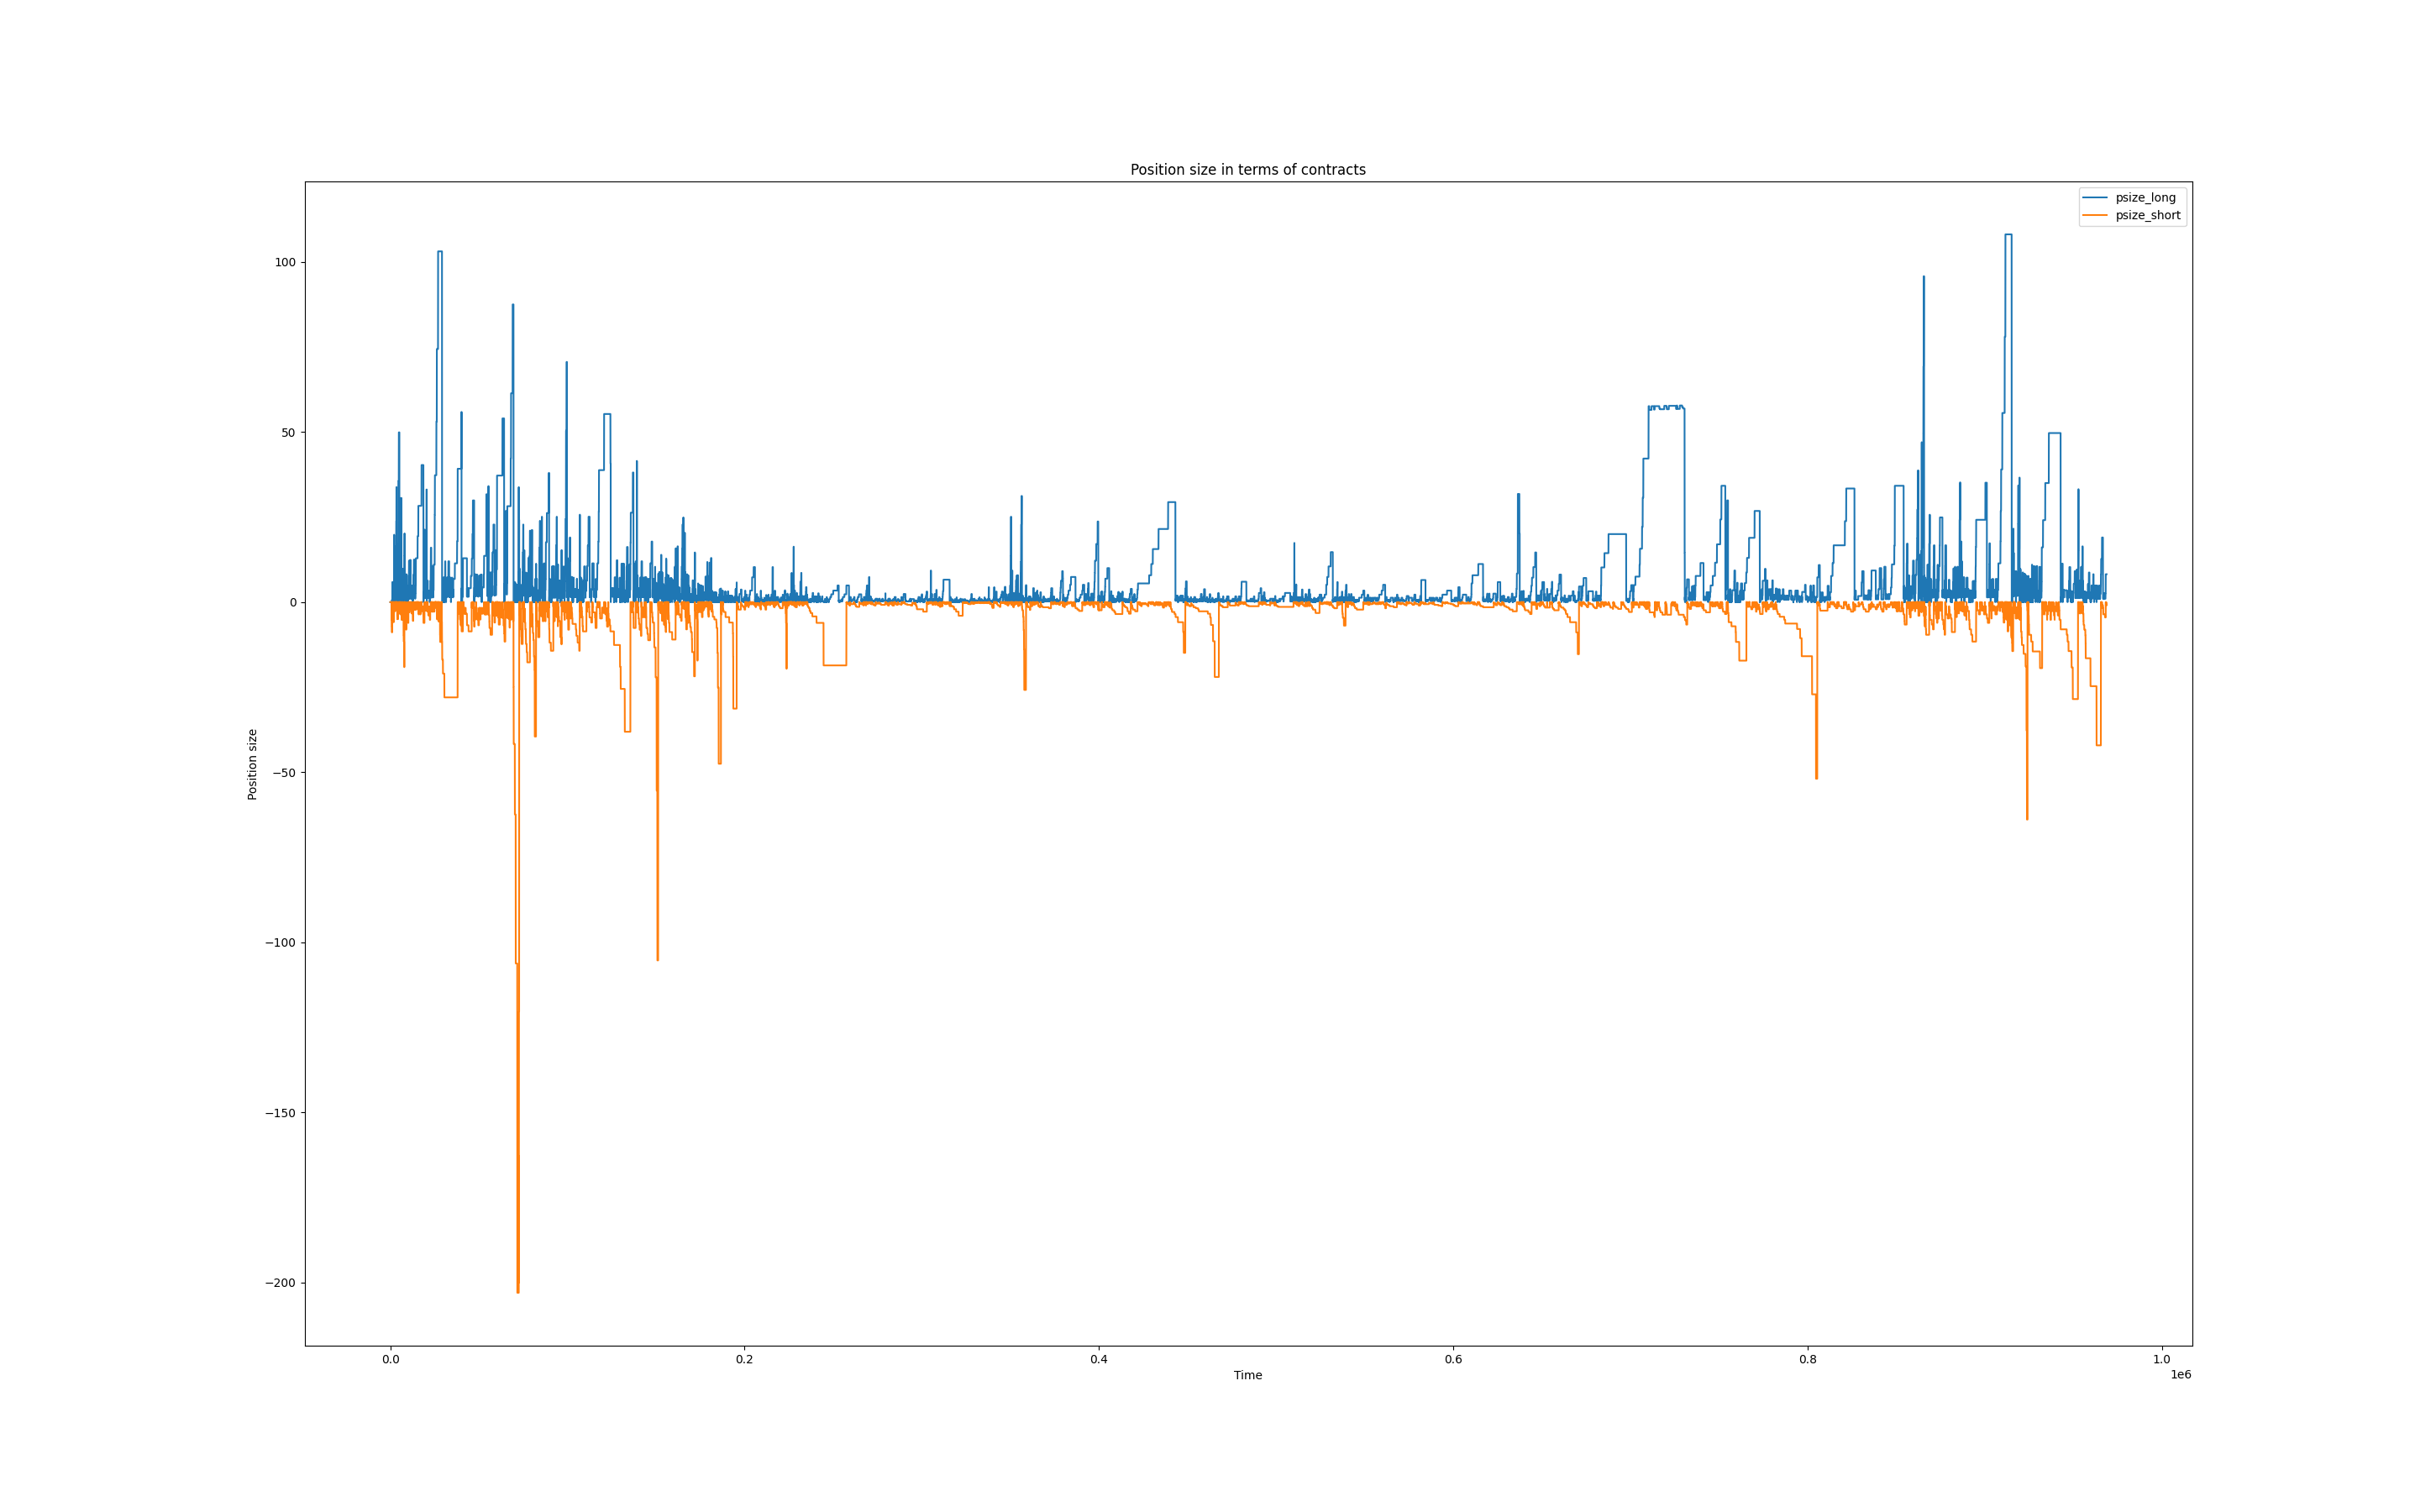 Position size in terms of contracts
psize_long
psize_short
100
50
0
−50
−100
−150
−200
Position size
0.0
0.2
0.4
0.6
0.8
1.0
1e6
Time